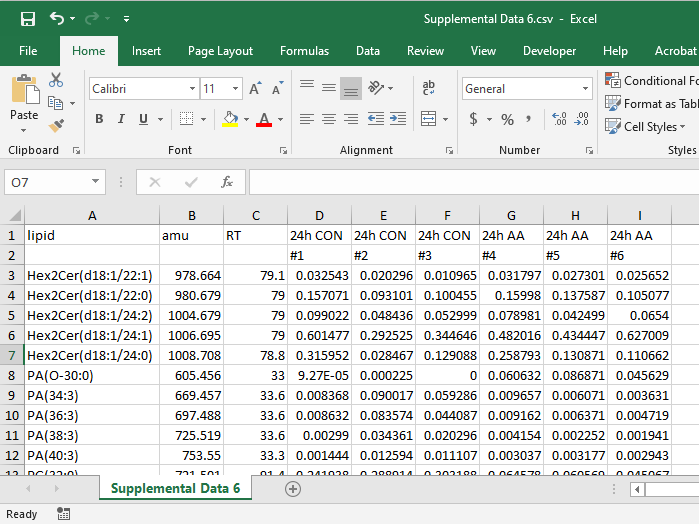 Supplemental Data 6.csv - Excel
File Home Insert Page Layout Formulas Data Review View Developer Help Acrobat
Calibri 11 A A ab General Conditional Fo
Paste B I U A c $ % , Format as Tabl
Cell Styles
Clipboard Font Alignment Number Styles
O7 fx
A B C D E F G H I
1 lipid amu RT 24h CON 24h CON 24h CON 24h AA 24h AA 24h AA
2 #1 #2 #3 #4 #5 #6
3 Hex2Cer(d18:1/22:1) 978.664 79.1 0.032543 0.020296 0.010965 0.031797 0.027301 0.025652
4 Hex2Cer(d18:1/22:0) 980.679 79 0.157071 0.093101 0.100455 0.15998 0.137587 0.105077
5 Hex2Cer(d18:1/24:2) 1004.679 79 0.099022 0.048436 0.052999 0.078981 0.042499 0.0654
6 Hex2Cer(d18:1/24:1) 1006.695 79 0.601477 0.292525 0.344646 0.482016 0.434447 0.627009
7 Hex2Cer(d18:1/24:0) 1008.708 78.8 0.315952 0.028467 0.129088 0.258793 0.130871 0.110662
8 PA(O-30:0) 605.456 33 9.27E-05 0.000225 0 0.060632 0.086871 0.045629
9 PA(34:3) 669.457 33.6 0.008368 0.090017 0.059286 0.009657 0.006071 0.003631
10 PA(36:3) 697.488 33.6 0.008632 0.083574 0.044087 0.009162 0.006371 0.004719
11 PA(38:3) 725.519 33.6 0.00299 0.034361 0.020296 0.004154 0.002252 0.001941
12 PA(40:3) 753.55 33.3 0.001444 0.012594 0.011107 0.003037 0.003177 0.002943
Supplemental Data 6
Ready